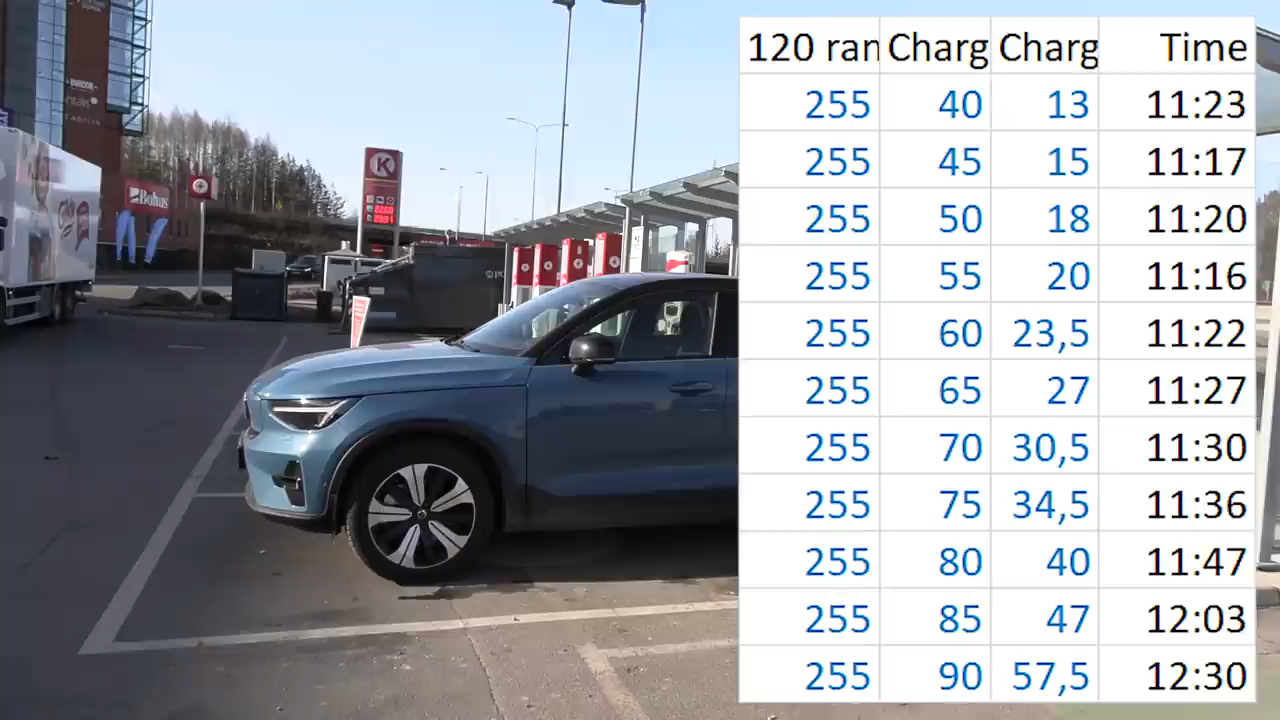 120 ran Charg Charg Time
255 40 13 11:23
255 45 15 11:17
255 50 18 11:20
255 55 20 11:16
255 60 23,5 11:22
255 65 27 11:27
255 70 30,5 11:30
255 75 34,5 11:36
255 80 40 11:47
255 85 47 12:03
255 90 57,5 12:30
K
Bohus